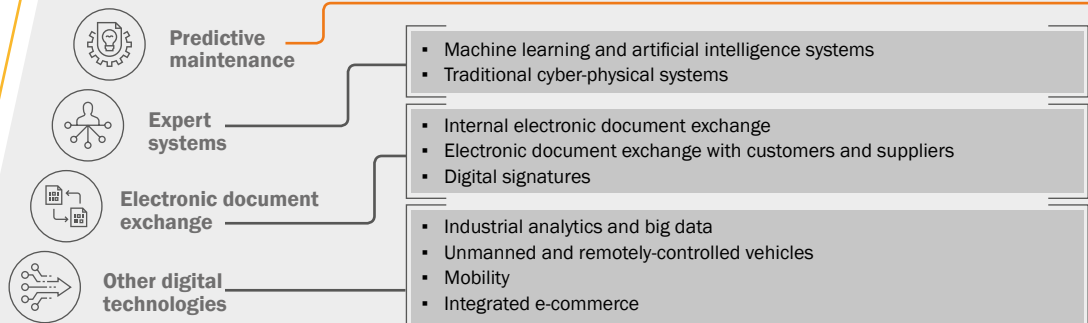 Predictive
maintenance
▪ Machine learning and artificial intelligence systems
▪ Traditional cyber-physical systems
Expert
systems
▪ Internal electronic document exchange
▪ Electronic document exchange with customers and suppliers
▪ Digital signatures
Electronic document
exchange
▪ Industrial analytics and big data
▪ Unmanned and remotely-controlled vehicles
▪ Mobility
▪ Integrated e-commerce
Other digital
technologies